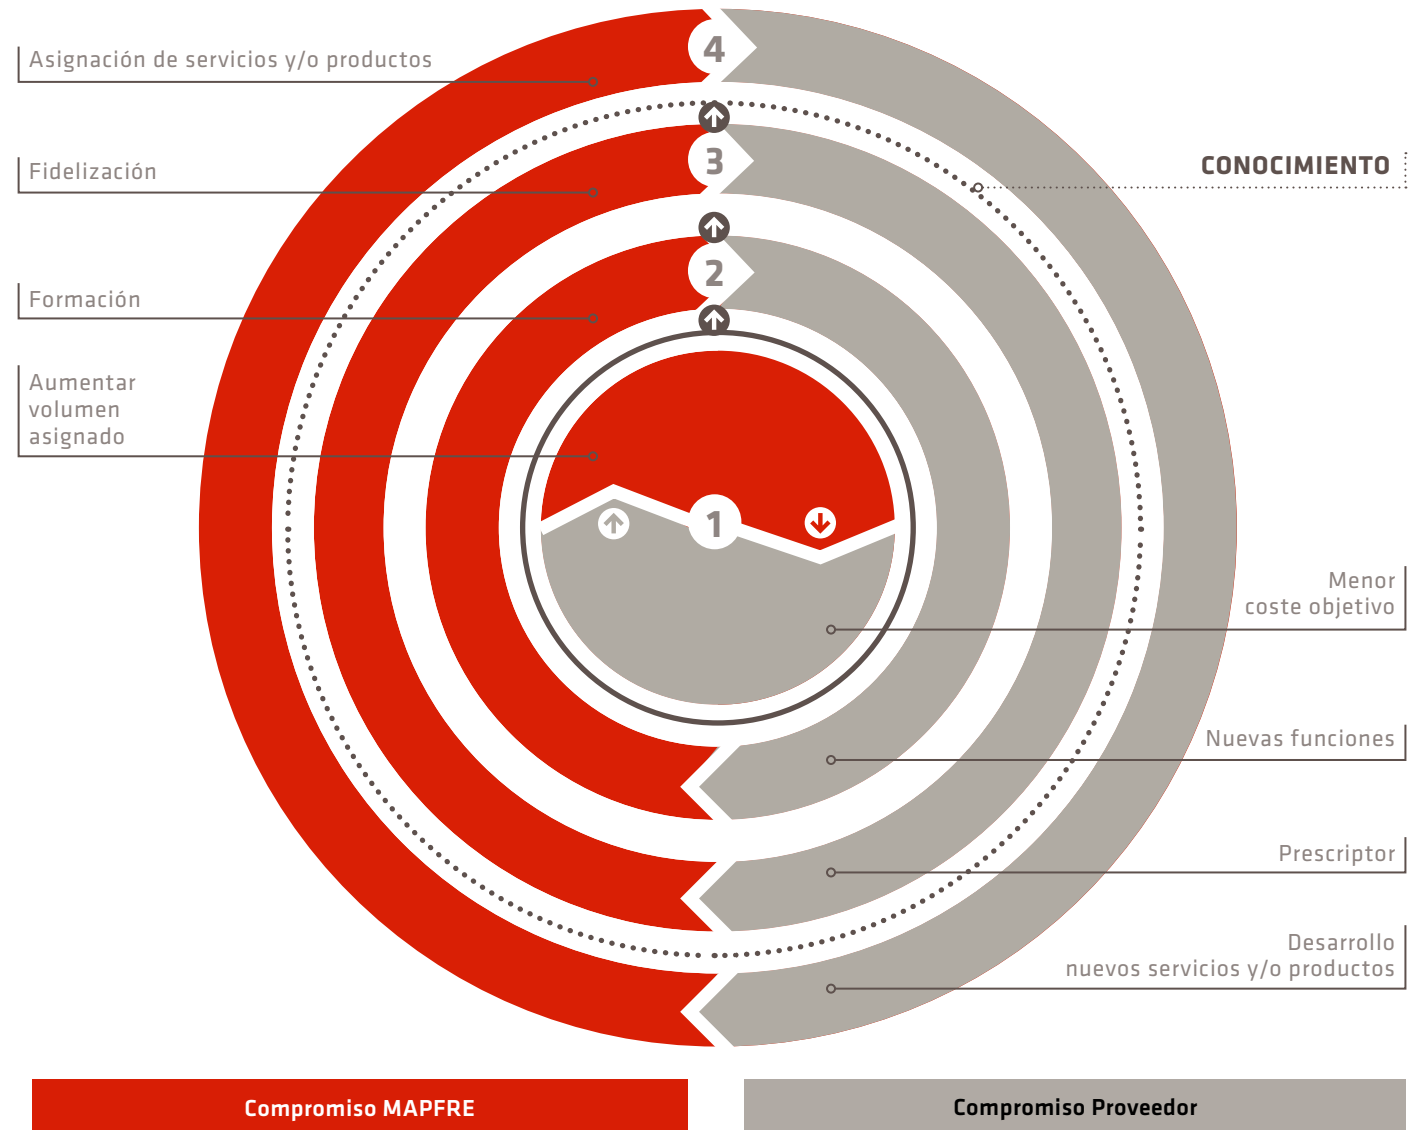 4
Asignación de servicios y/o productos
3
CONOCIMIENTO
Fidelización
2
Formación
Aumentar
volumen
asignado
1
Menor
coste objetivo
Nuevas funciones
Prescriptor
Desarrollo
nuevos servicios y/o productos
Compromiso MAPFRE
Compromiso Proveedor